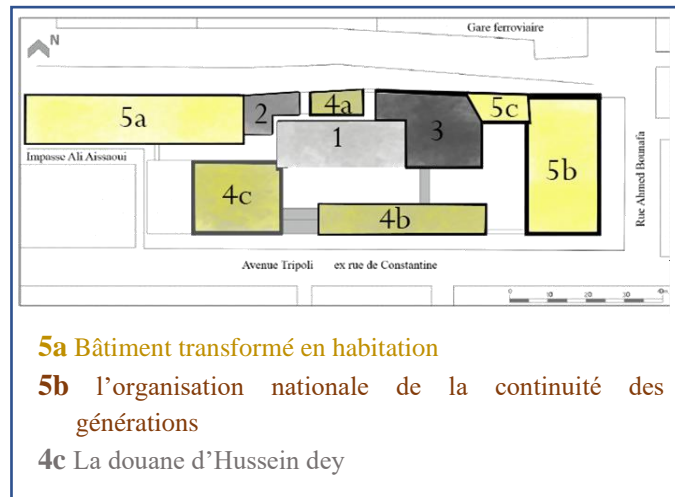 Gare ferroviaire
N
5a
2
4a
5c
1
3
5b
Impasse Ali Aissaoui
4c
4b
Rue Ahmed Bounafa
Avenue Tripoli ex rue de Constantine
0 10 20 30
5a Bâtiment transformé en habitation
5b l’organisation nationale de la continuité des
générations
4c La douane d’Hussein dey